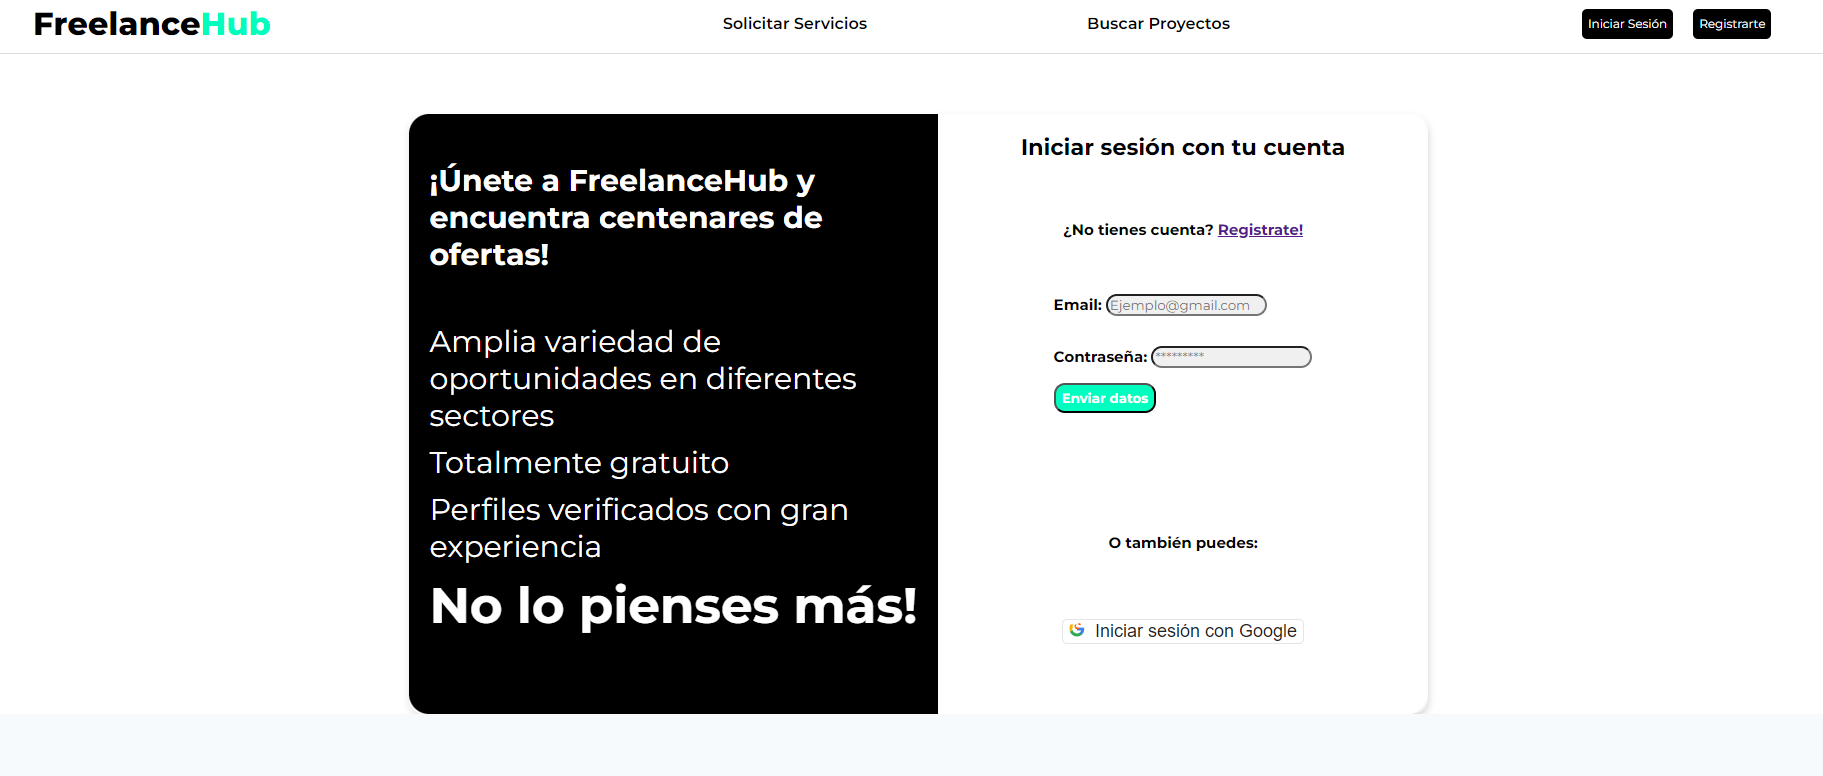 FreelanceHub
Solicitar Servicios
Buscar Proyectos
Iniciar Sesión
Registrarte
¡Únete a FreelanceHub y
encuentra centenares de
ofertas!
Amplia variedad de
oportunidades en diferentes
sectores
Totalmente gratuito
Perfiles verificados con gran
experiencia
No lo pienses más!
Iniciar sesión con tu cuenta
¿No tienes cuenta? Registrate!
Email: Ejemplo@gmail.com
Contraseña: *********
Enviar datos
O también puedes:
Iniciar sesión con Google